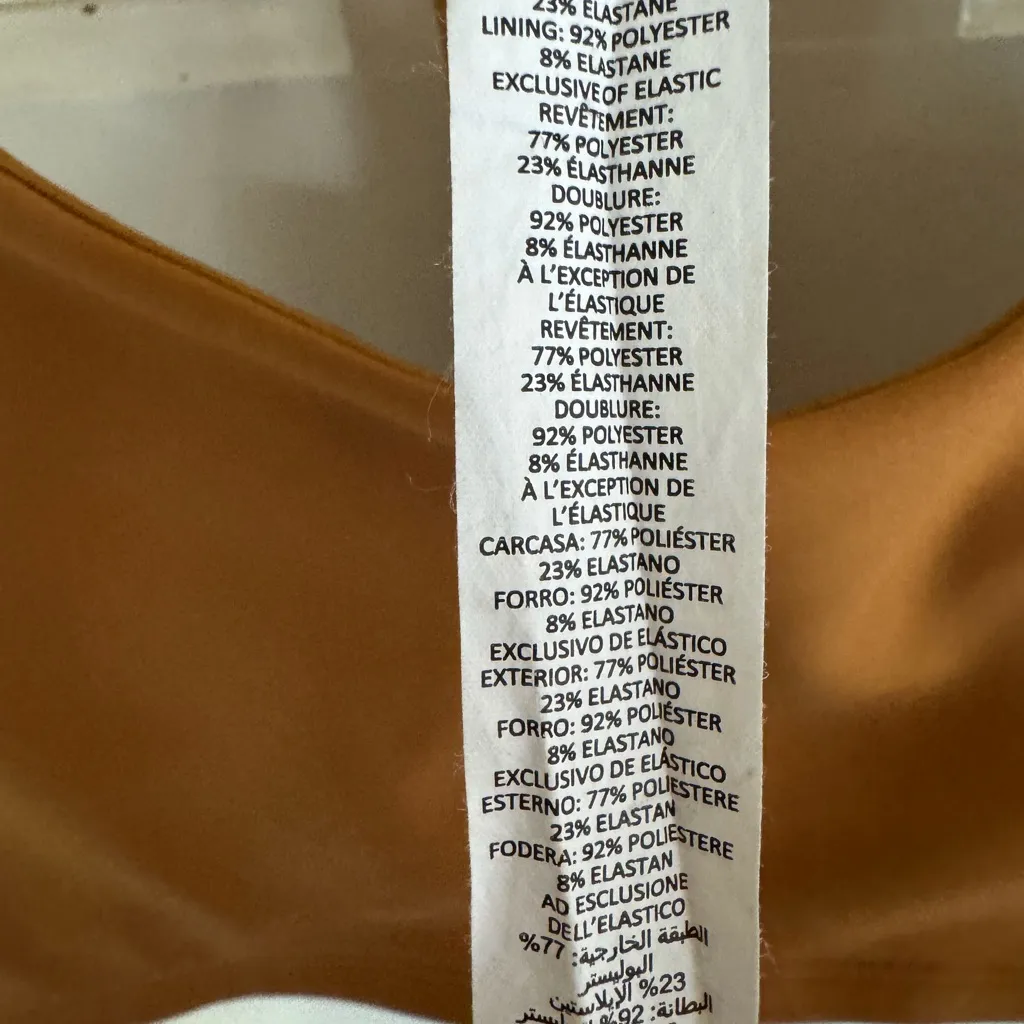 23% ELASTANE
LINING: 92% POLYESTER
8% ELASTANE
EXCLUSIVE OF ELASTIC
REVÊTEMENT:
77% POLYESTER
23% ÉLASTHANNE
DOUBLURE:
92% POLYESTER
8% ÉLASTHANNE
À L'EXCEPTION DE
L'ÉLASTIQUE
REVÊTEMENT:
77% POLYESTER
23% ÉLASTHANNE
DOUBLURE:
92% POLYESTER
8% ÉLASTHANNE
À L'EXCEPTION DE
L'ÉLASTIQUE
CARCASA: 77% POLIÉSTER
23% ELASTANO
FORRO: 92% POLIÉSTER
8% ELASTANO
EXCLUSIVO DE ELÁSTICO
EXTERIOR: 77% POLIÉSTER
23% ELASTANO
FORRO: 92% POLIÉSTER
8% ELASTANO
EXCLUSIVO DE ELÁSTICO
ESTERNO: 77% POLIESTERE
23% ELASTAN
FODERA: 92% POLIESTERE
8% ELASTAN
AD ESCLUSIONE
DELL'ELASTICO
الطبقة الخارجية: 77%
البوليستر
23% الإيلاستين
البطانة: 92%